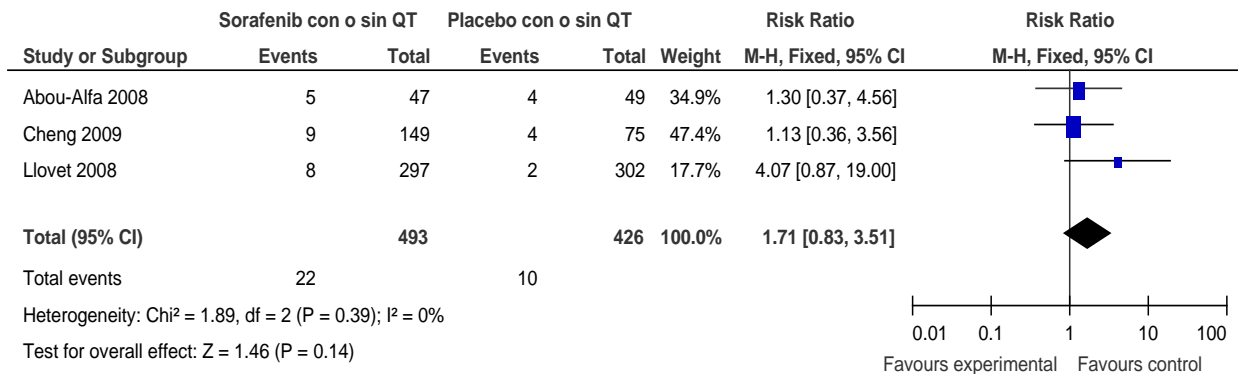 Sorafenib con o sin QT Placebo con o sin QT Risk Ratio Risk Ratio
Study or Subgroup Events Total Events Total Weight M-H, Fixed, 95% CI M-H, Fixed, 95% CI
Abou-Alfa 2008 5 47 4 49 34.9% 1.30 [0.37, 4.56]
Cheng 2009 9 149 4 75 47.4% 1.13 [0.36, 3.56]
Llovet 2008 8 297 2 302 17.7% 4.07 [0.87, 19.00]
Total (95% CI) 493 426 100.0% 1.71 [0.83, 3.51]
Total events 22 10
Heterogeneity: Chi² = 1.89, df = 2 (P = 0.39); I² = 0%
Test for overall effect: Z = 1.46 (P = 0.14)
0.01 0.1 1 10 100
Favours experimental Favours control